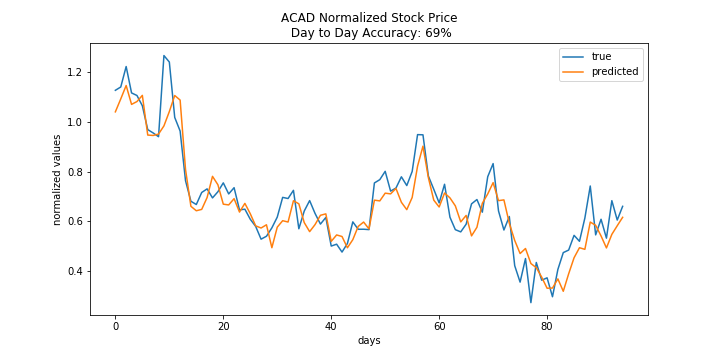 ACAD Normalized Stock Price
Day to Day Accuracy: 69%
true
predicted
normalized values
1.2
1.0
0.8
0.6
0.4
0
20
40
60
80
days